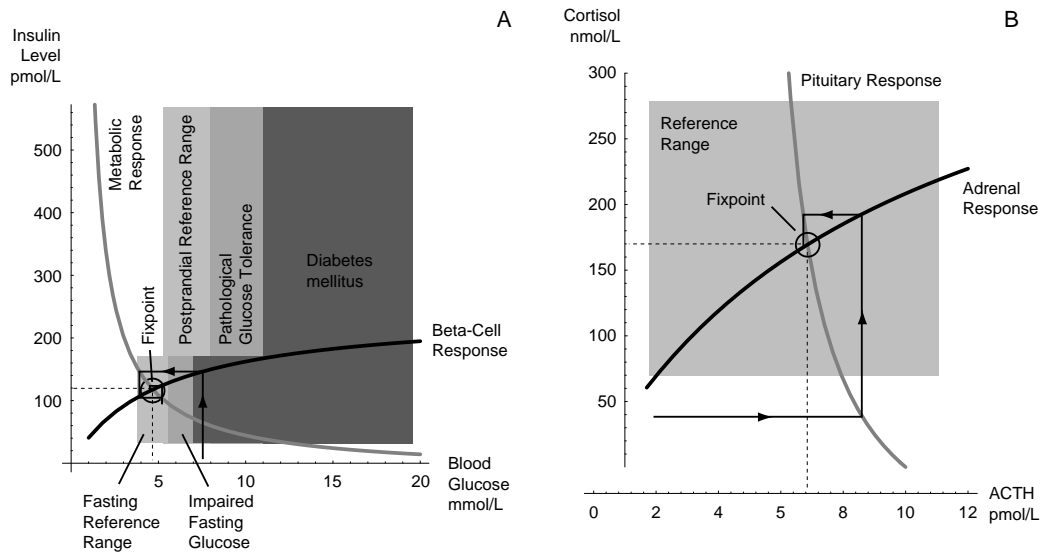 A
Insulin
Level
pmol/L
500
400
300
200
100
Metabolic
Response
Fixpoint
Postprandial Reference Range
Pathological
Glucose Tolerance
Diabetes
mellitus
Beta-Cell
Response
5
10
15
20
Blood
Glucose
mmol/L
Fasting
Reference
Range
Impaired
Fasting
Glucose
B
Cortisol
nmol/L
300
250
200
150
100
50
0
Pituitary Response
Reference
Range
Fixpoint
Adrenal
Response
0
2
4
6
8
10
12
ACTH
pmol/L